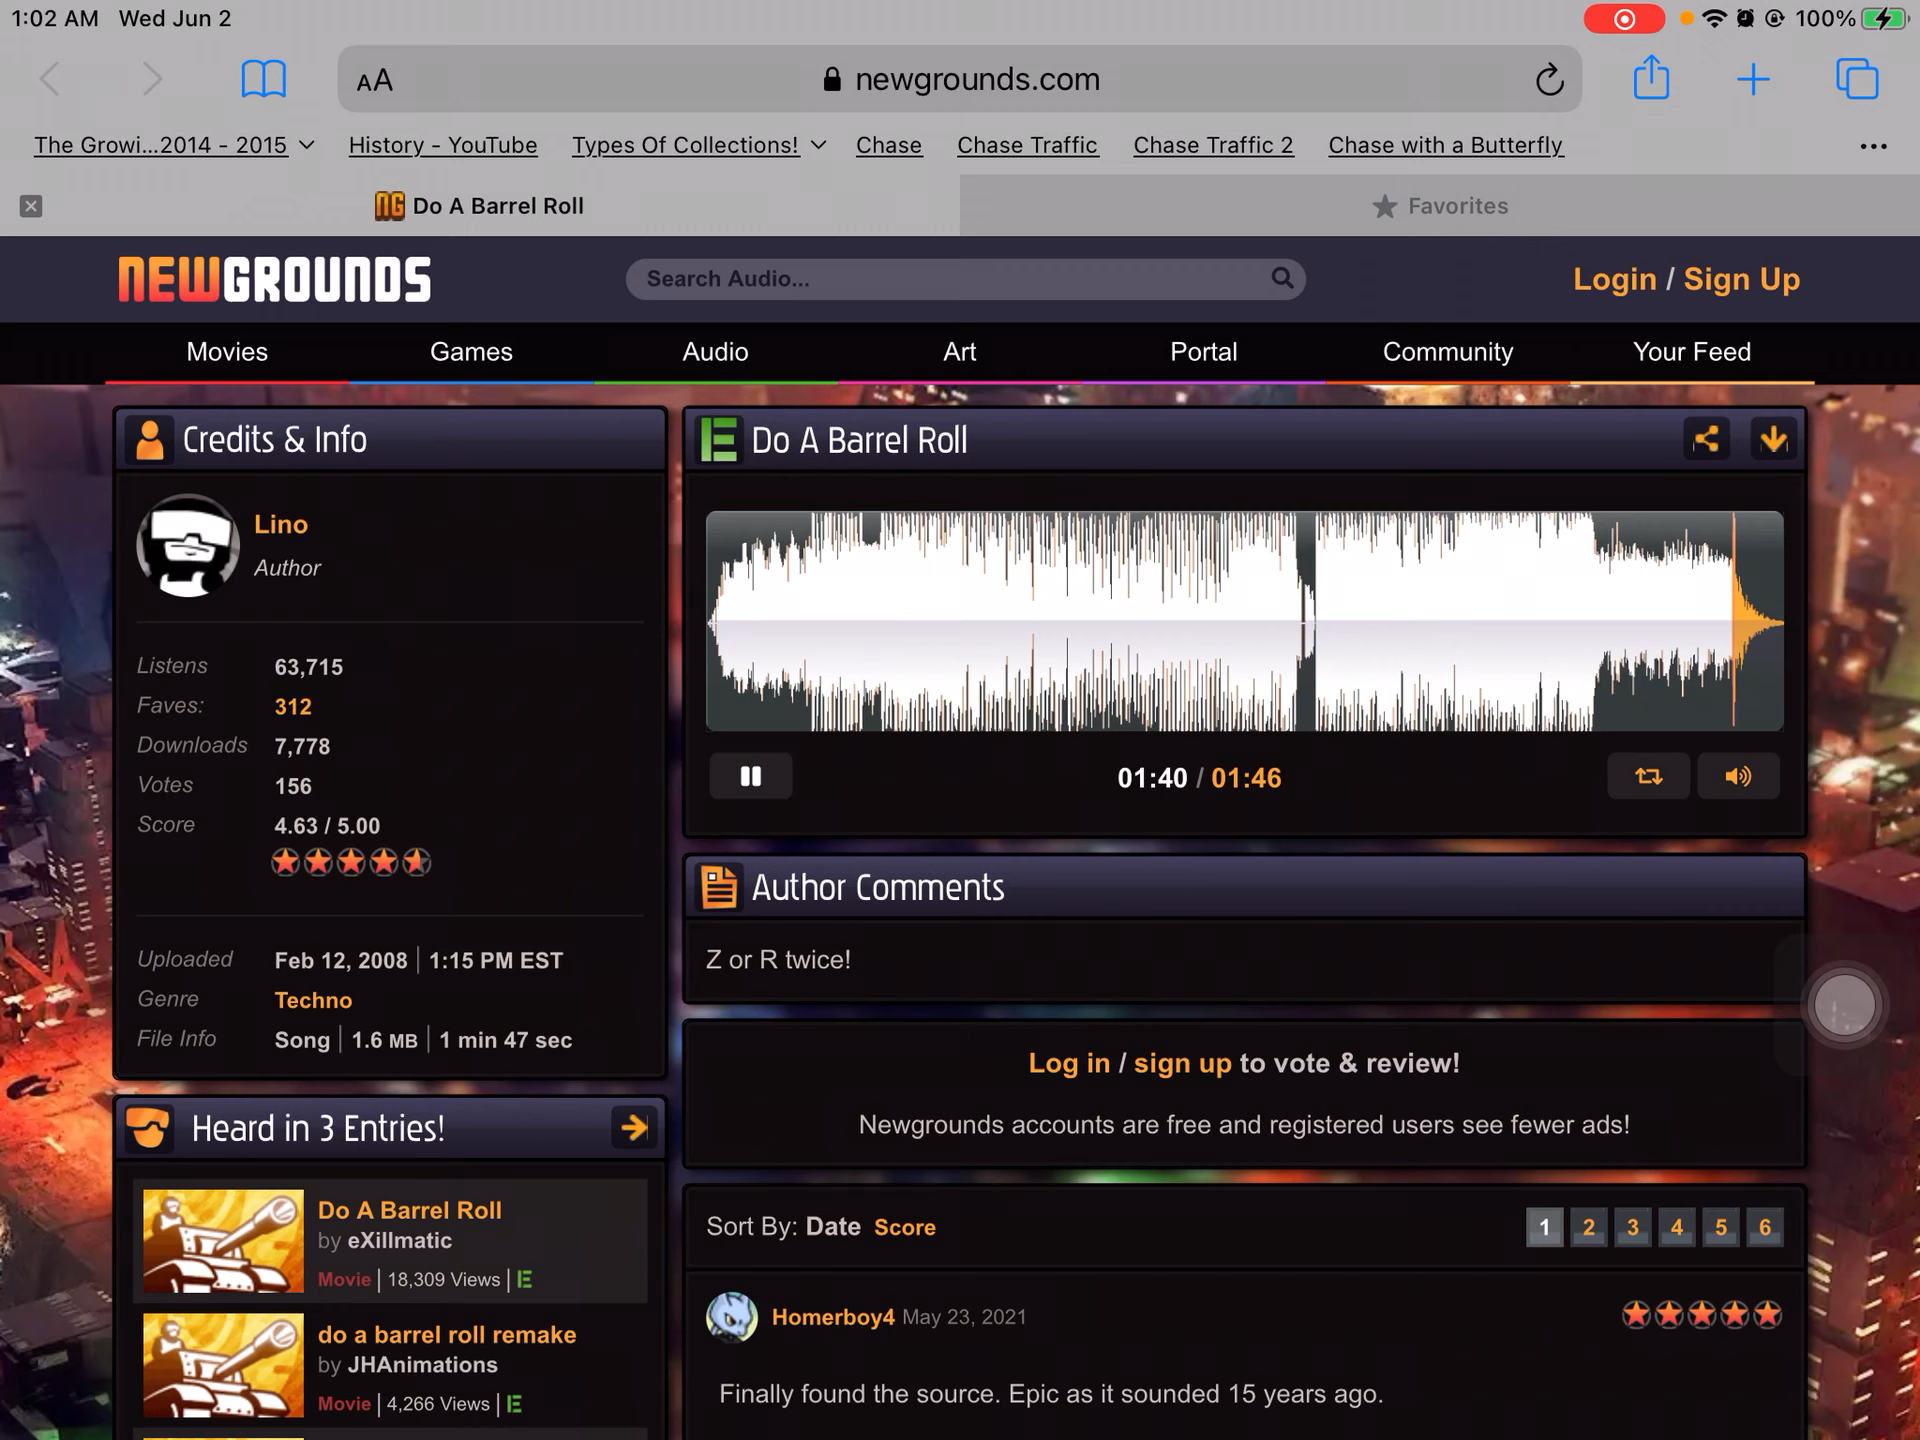 1:02 AM Wed Jun 2
100%
AA newgrounds.com
The Growi...2014 - 2015 History - YouTube Types Of Collections! Chase Chase Traffic Chase Traffic 2 Chase with a Butterfly ...
NG Do A Barrel Roll
Favorites
NEWGROUNDS
Search Audio...
Login / Sign Up
Movies Games Audio Art Portal Community Your Feed
Credits & Info
Lino
Author
Listens 63,715
Faves: 312
Downloads 7,778
Votes 156
Score 4.63 / 5.00
Uploaded Feb 12, 2008 | 1:15 PM EST
Genre Techno
File Info Song | 1.6 MB | 1 min 47 sec
Heard in 3 Entries!
Do A Barrel Roll
by eXillmatic
Movie | 18,309 Views | E
do a barrel roll remake
by JHAnimations
Movie | 4,266 Views | E
E Do A Barrel Roll
01:40 / 01:46
Author Comments
Z or R twice!
Log in / sign up to vote & review!
Newgrounds accounts are free and registered users see fewer ads!
Sort By: Date Score
1 2 3 4 5 6
Homerboy4 May 23, 2021
Finally found the source. Epic as it sounded 15 years ago.